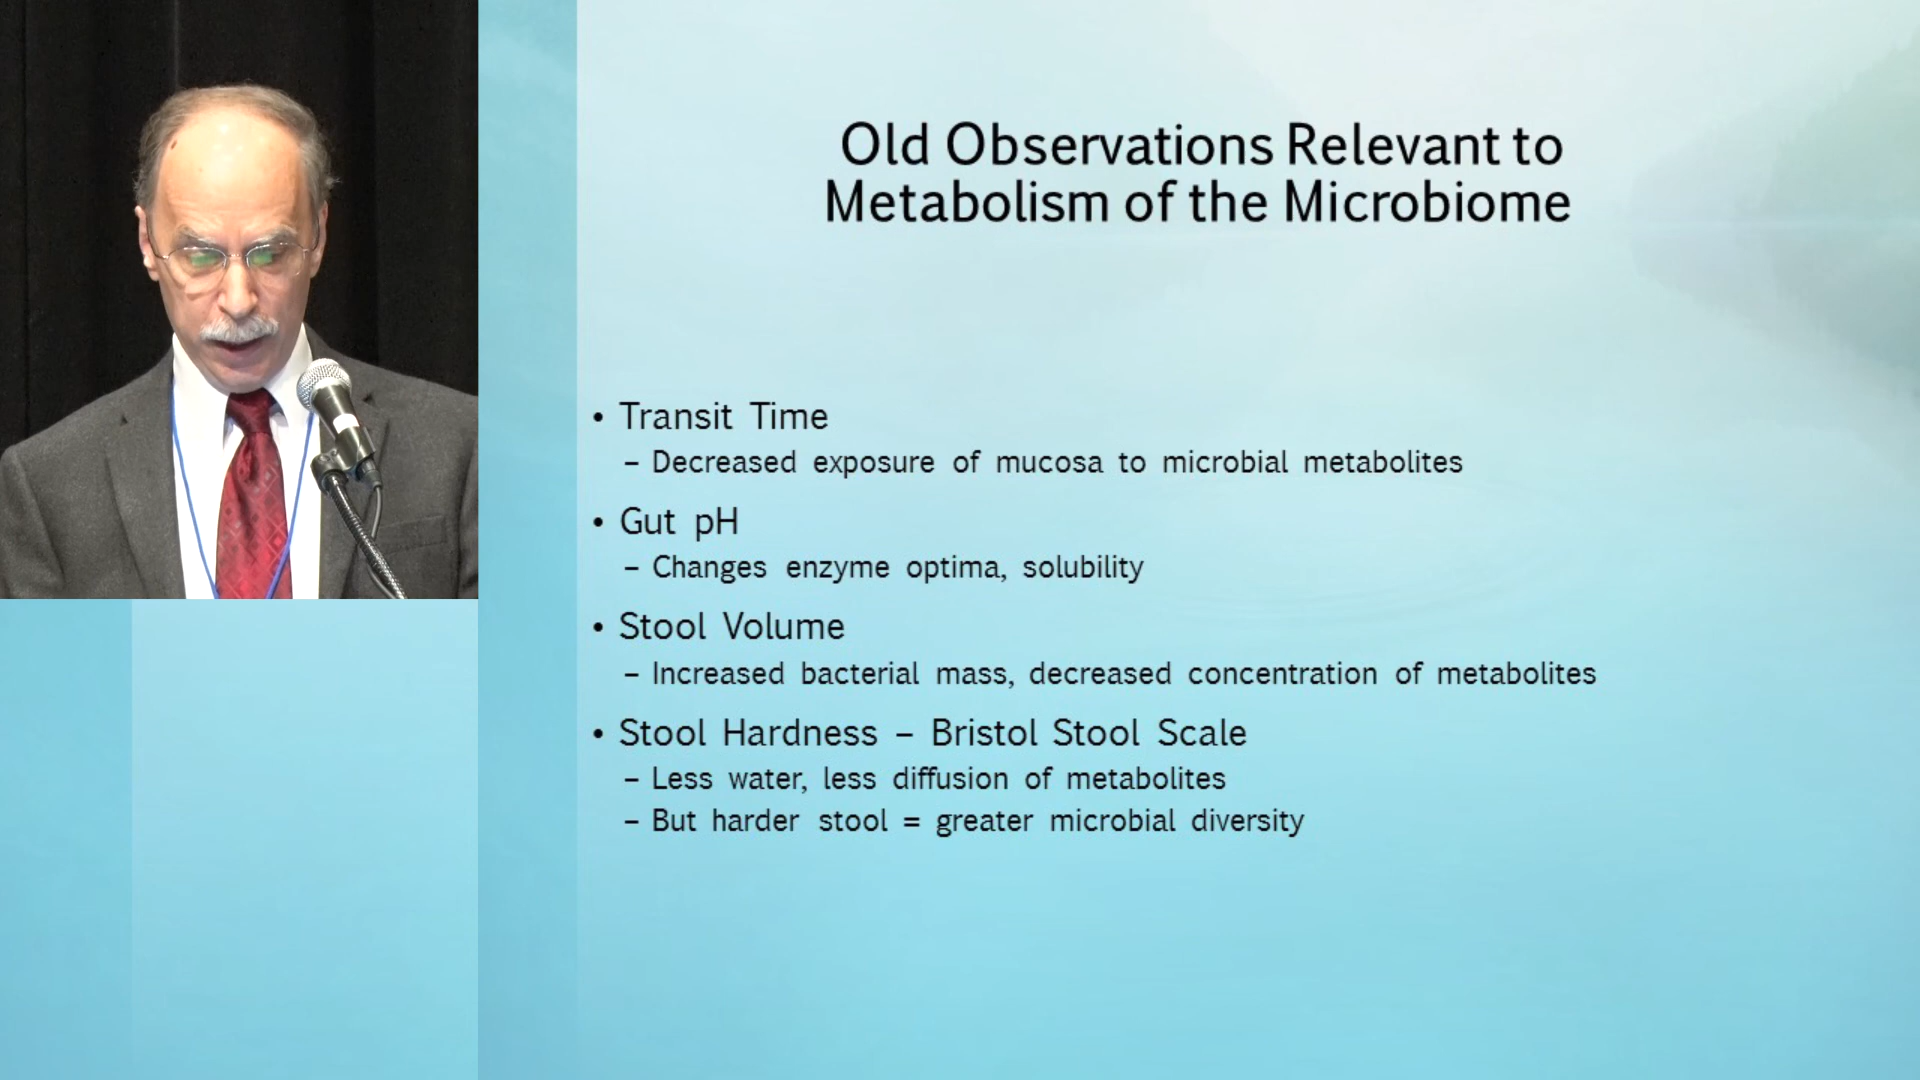 Old Observations Relevant to
Metabolism of the Microbiome
• Transit Time
– Decreased exposure of mucosa to microbial metabolites
• Gut pH
– Changes enzyme optima, solubility
• Stool Volume
– Increased bacterial mass, decreased concentration of metabolites
• Stool Hardness – Bristol Stool Scale
– Less water, less diffusion of metabolites
– But harder stool = greater microbial diversity